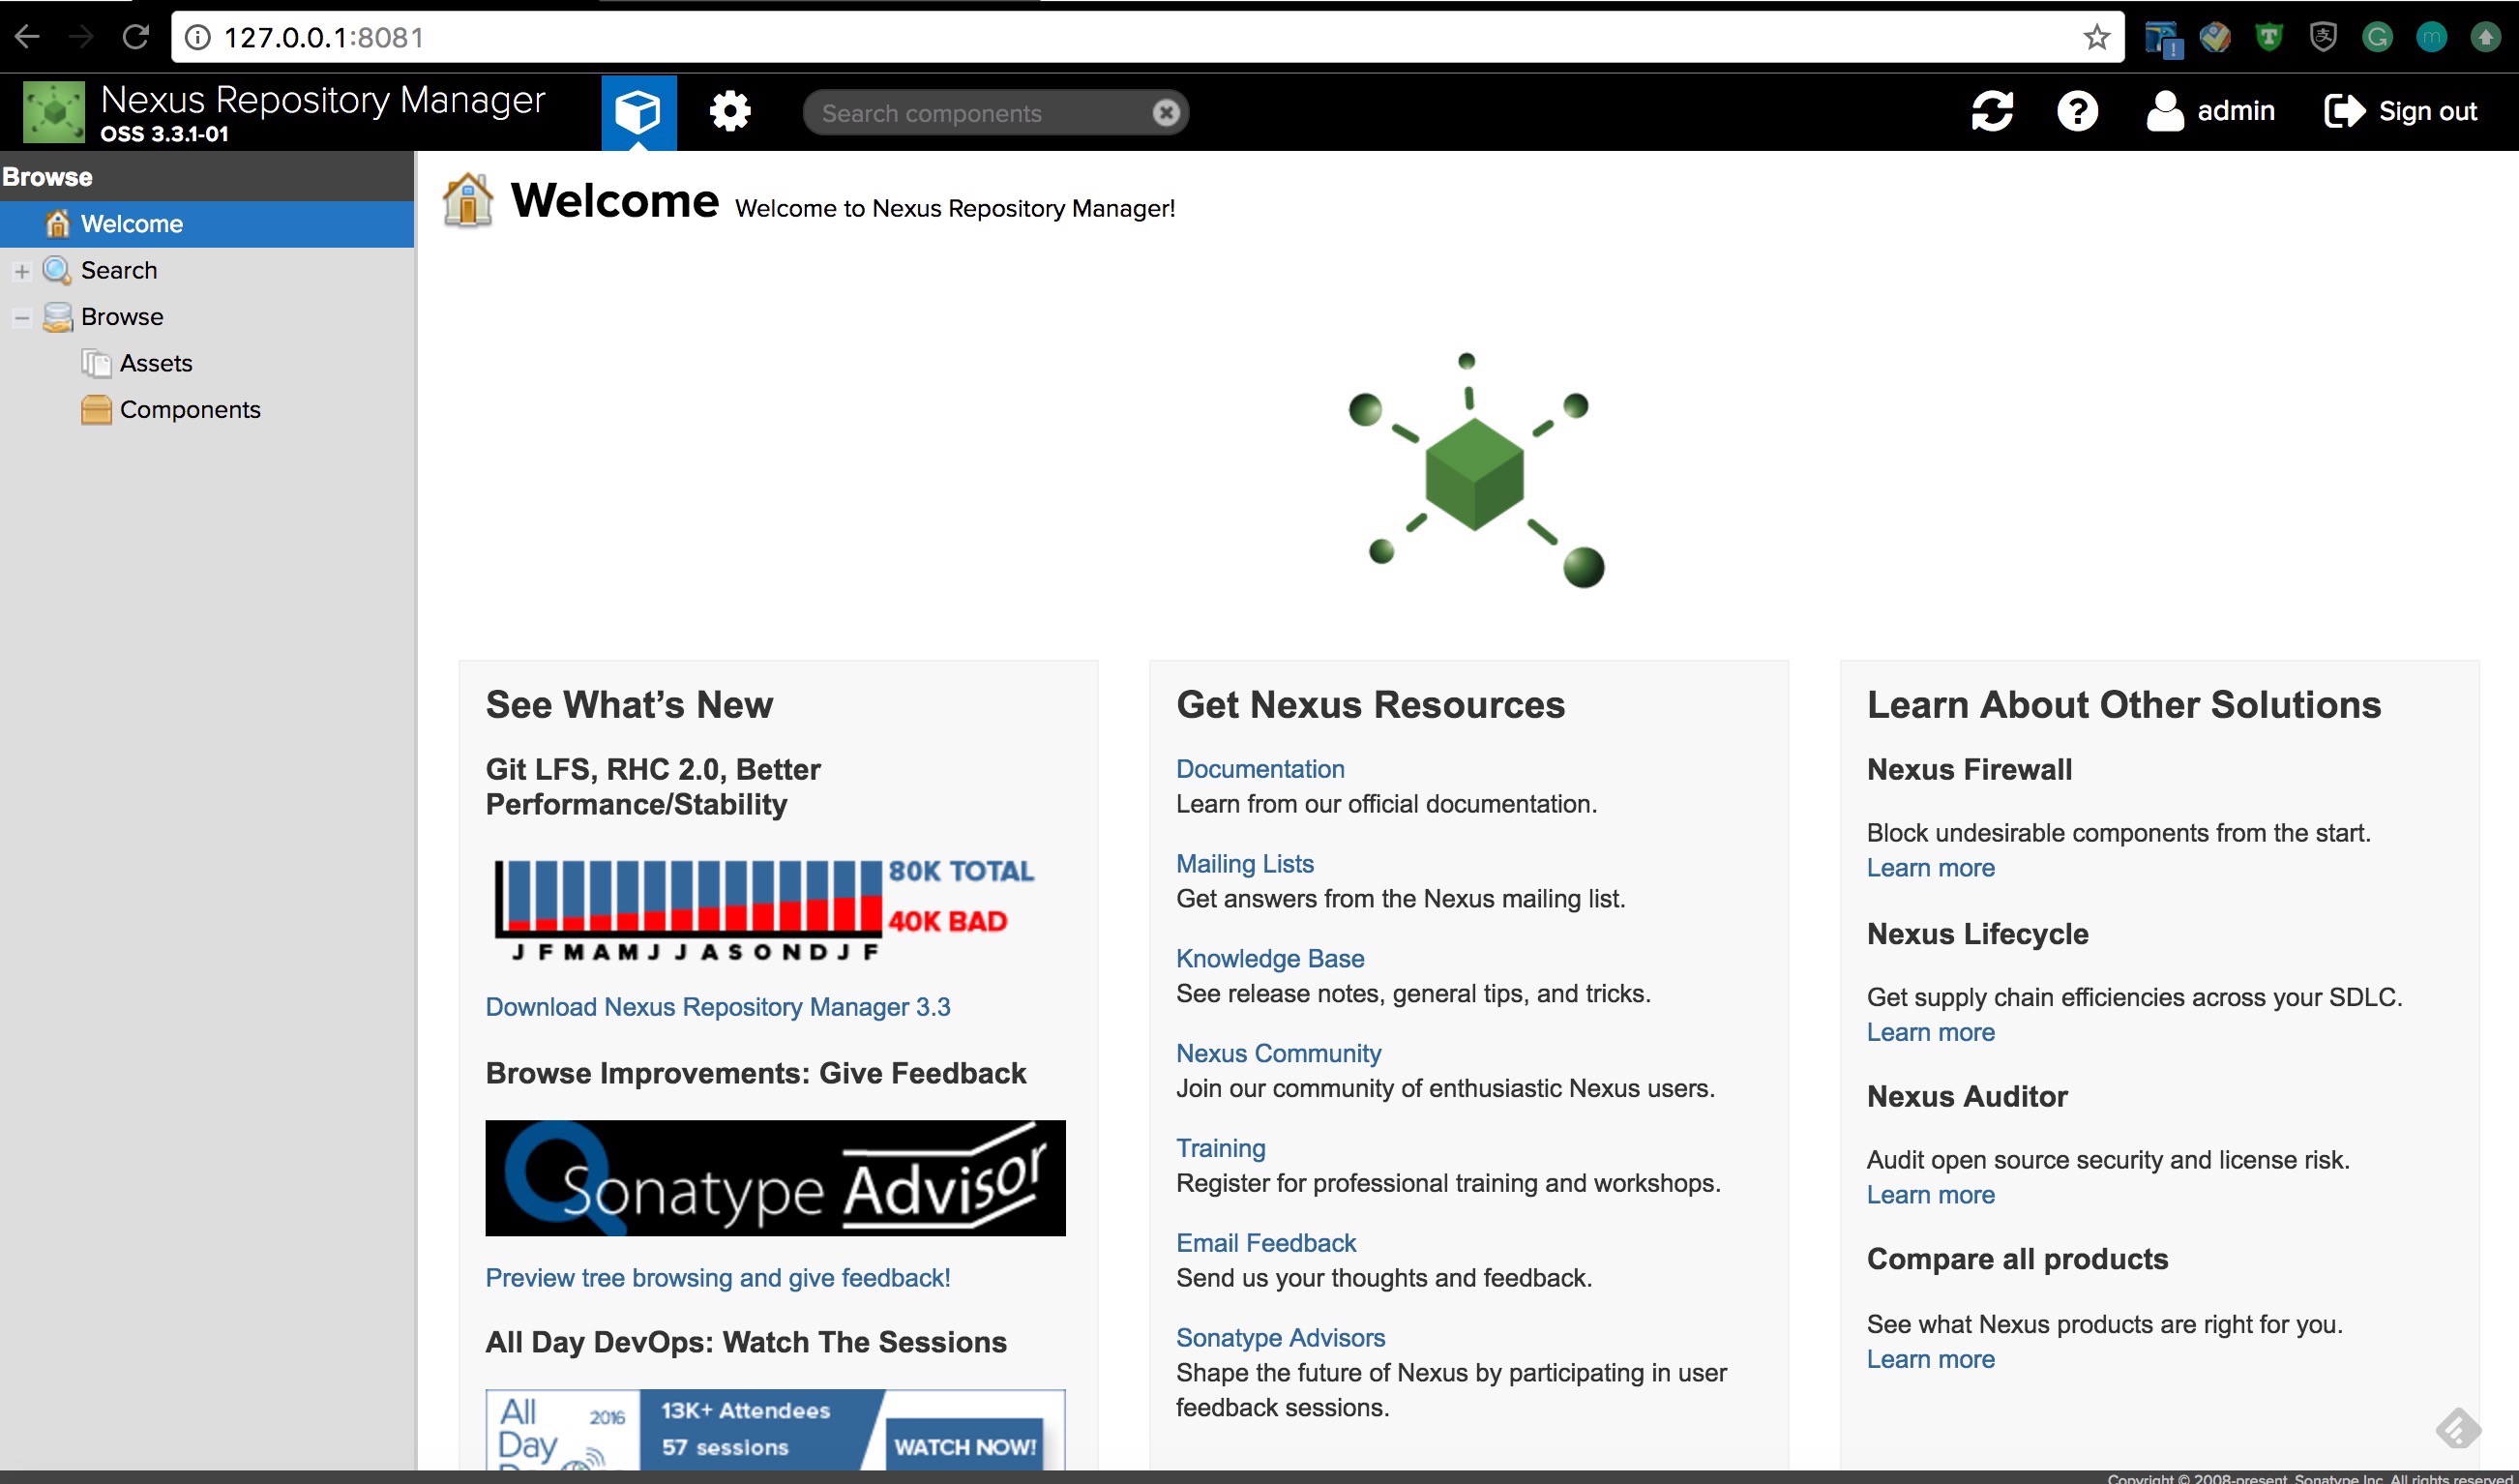 127.0.0.1:8081
Nexus Repository Manager
OSS 3.3.1-01
Search components
admin
Sign out
Browse
Welcome
Search
Browse
Assets
Components
Welcome Welcome to Nexus Repository Manager!
See What’s New
Git LFS, RHC 2.0, Better
Performance/Stability
80K TOTAL
40K BAD
J F M A M J J A S O N D J F
Download Nexus Repository Manager 3.3
Browse Improvements: Give Feedback
Sonatype Advisor
Preview tree browsing and give feedback!
All Day DevOps: Watch The Sessions
All
Day
2016
13K+ Attendees
57 sessions
WATCH NOW!
Get Nexus Resources
Documentation
Learn from our official documentation.
Mailing Lists
Get answers from the Nexus mailing list.
Knowledge Base
See release notes, general tips, and tricks.
Nexus Community
Join our community of enthusiastic Nexus users.
Training
Register for professional training and workshops.
Email Feedback
Send us your thoughts and feedback.
Sonatype Advisors
Shape the future of Nexus by participating in user
feedback sessions.
Learn About Other Solutions
Nexus Firewall
Block undesirable components from the start.
Learn more
Nexus Lifecycle
Get supply chain efficiencies across your SDLC.
Learn more
Nexus Auditor
Audit open source security and license risk.
Learn more
Compare all products
See what Nexus products are right for you.
Learn more
Copyright © 2008-present, Sonatype Inc. All rights reserved.